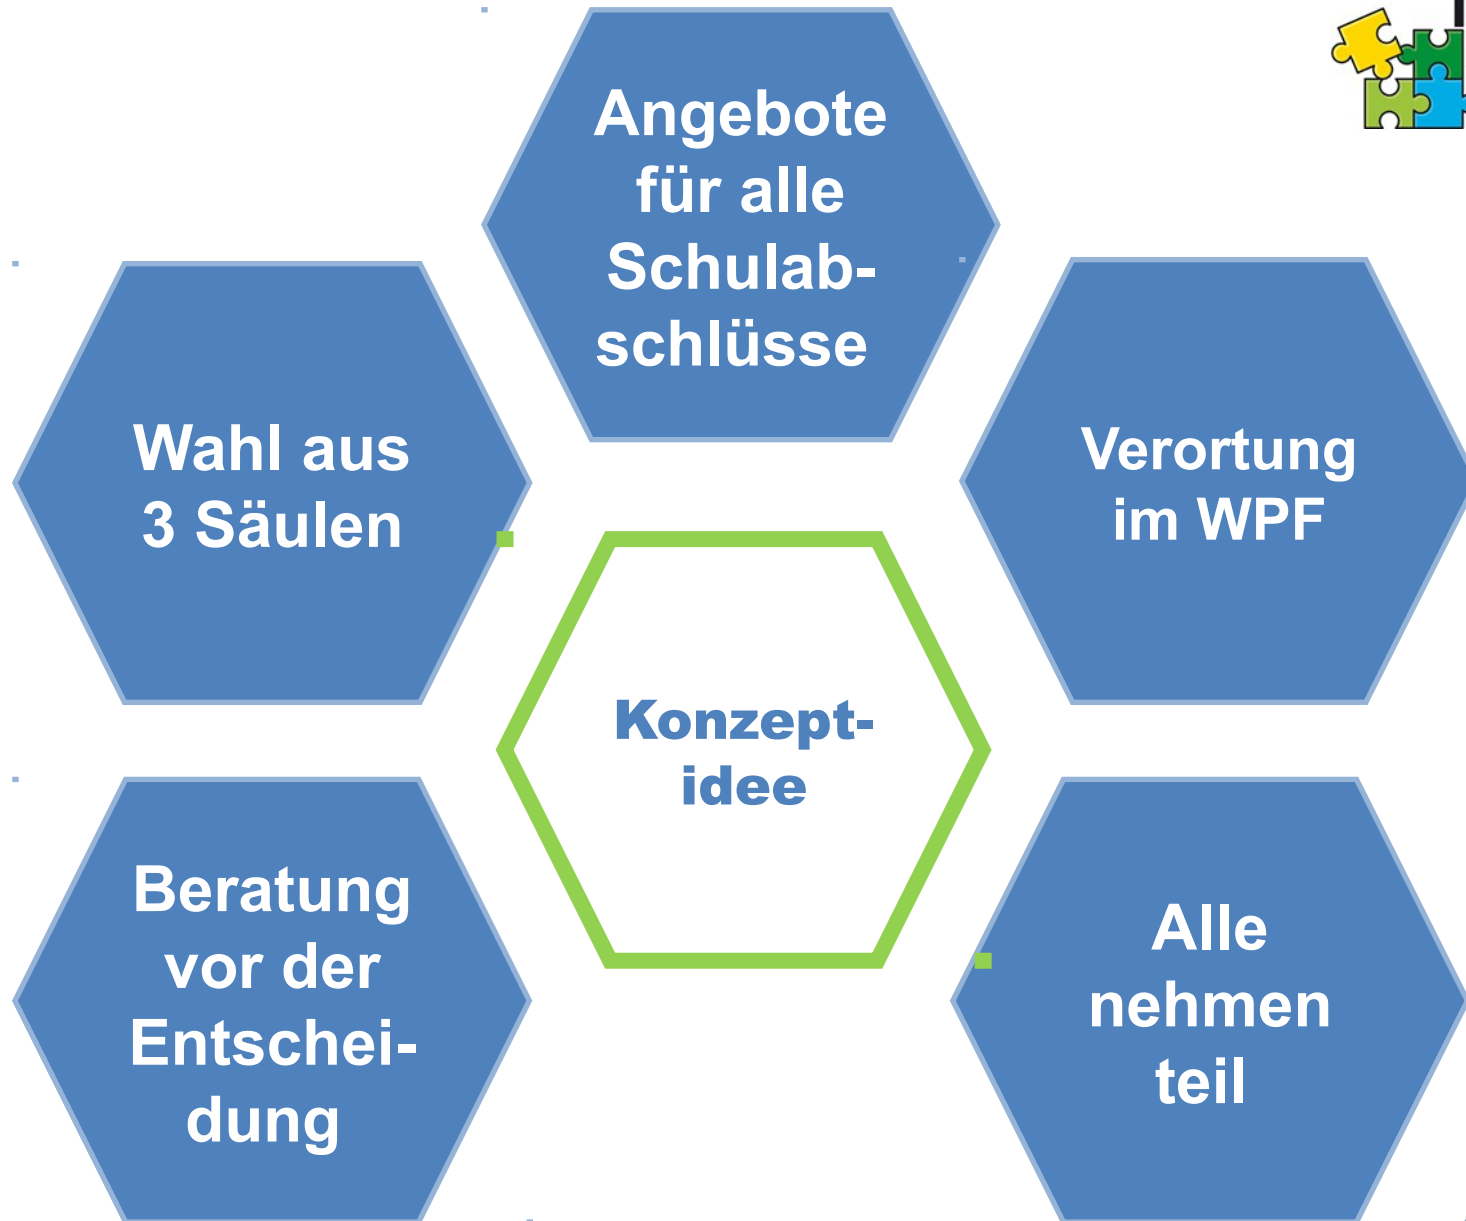 Angebote
für alle
Schulab-
schlüsse
Wahl aus
3 Säulen
Verortung
im WPF
Konzept-
idee
Beratung
vor der
Entschei-
dung
Alle
nehmen
teil